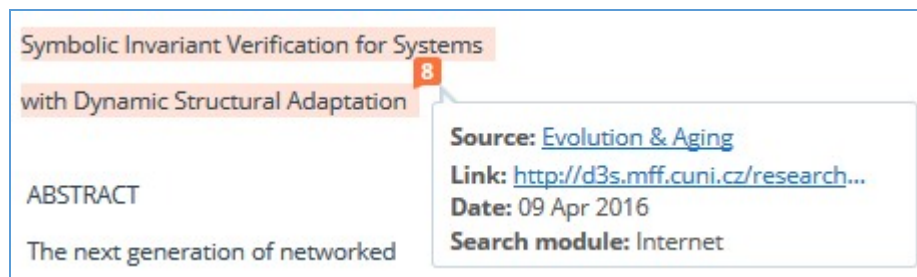 Symbolic Invariant Verification for Systems
8
with Dynamic Structural Adaptation
Source: Evolution & Aging
Link: http://d3s.mff.cuni.cz/research...
Date: 09 Apr 2016
Search module: Internet
ABSTRACT
The next generation of networked